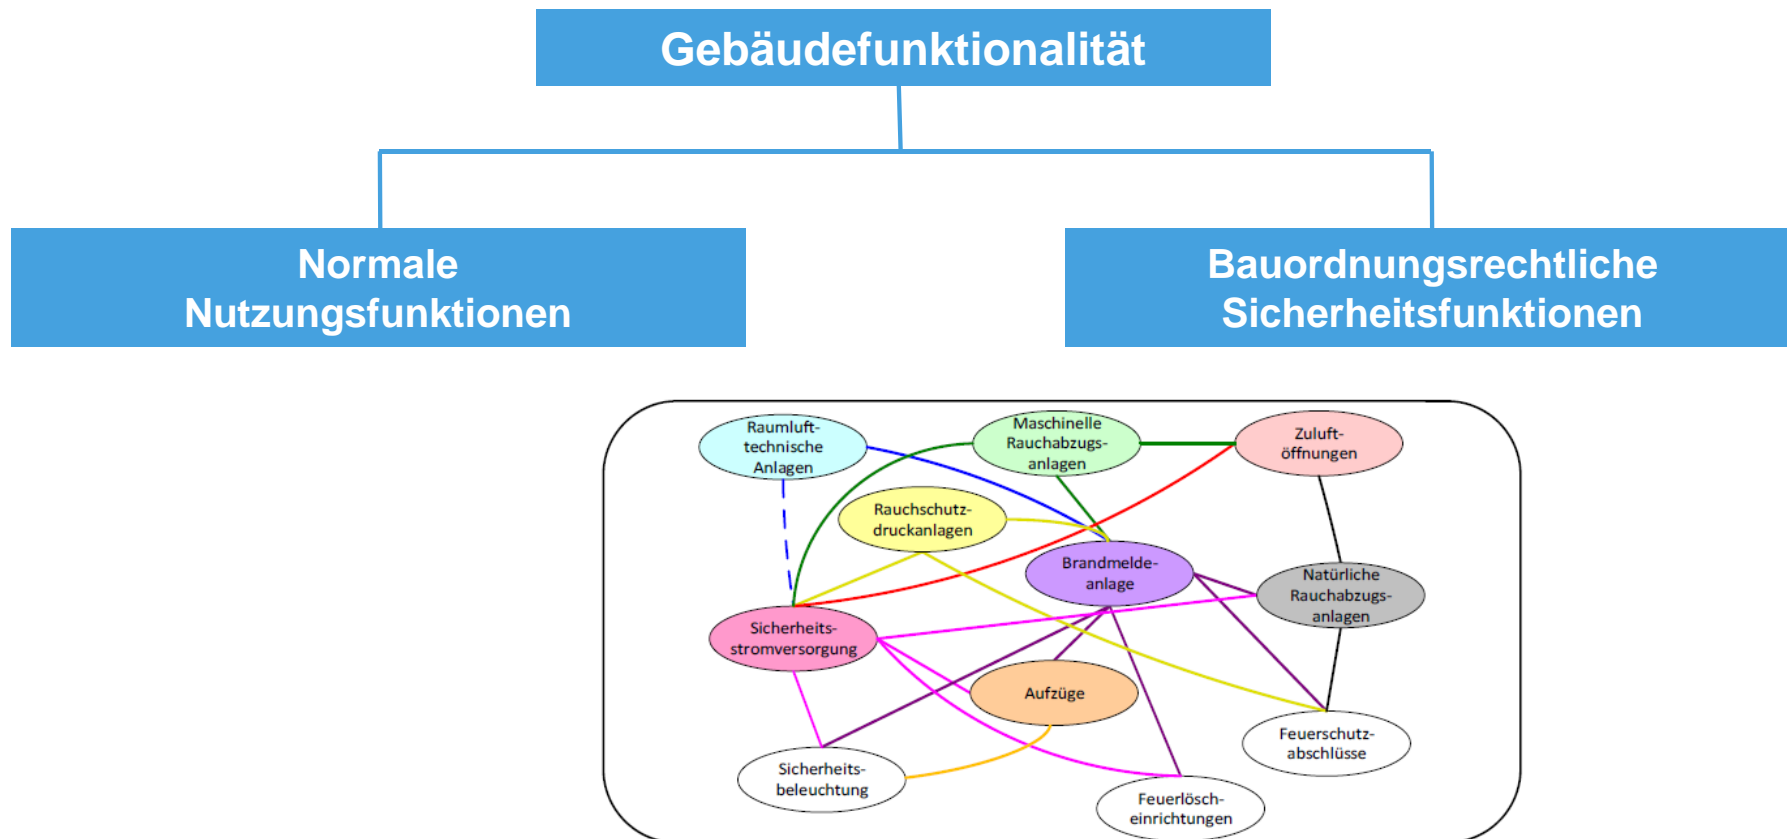 Gebäudefunktionalität
Normale
Nutzungsfunktionen
Bauordnungsrechtliche
Sicherheitsfunktionen
Raumluft-
technische
Anlagen
Maschinelle
Rauchabzugs-
anlagen
Zuluft-
öffnungen
Rauchschutz-
druckanlagen
Brandmelde-
anlage
Natürliche
Rauchabzugs-
anlagen
Sicherheits-
stromversorgung
Aufzüge
Feuerschutz-
abschlüsse
Sicherheits-
beleuchtung
Feuerlösch-
einrichtungen